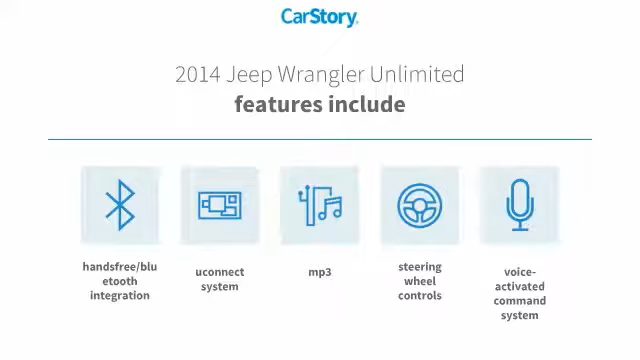 CarStory
2014 Jeep Wrangler Unlimited
features include
handsfree/blu
etooth
integration
uconnect
system
mp3
steering
wheel
controls
voice-
activated
command
system